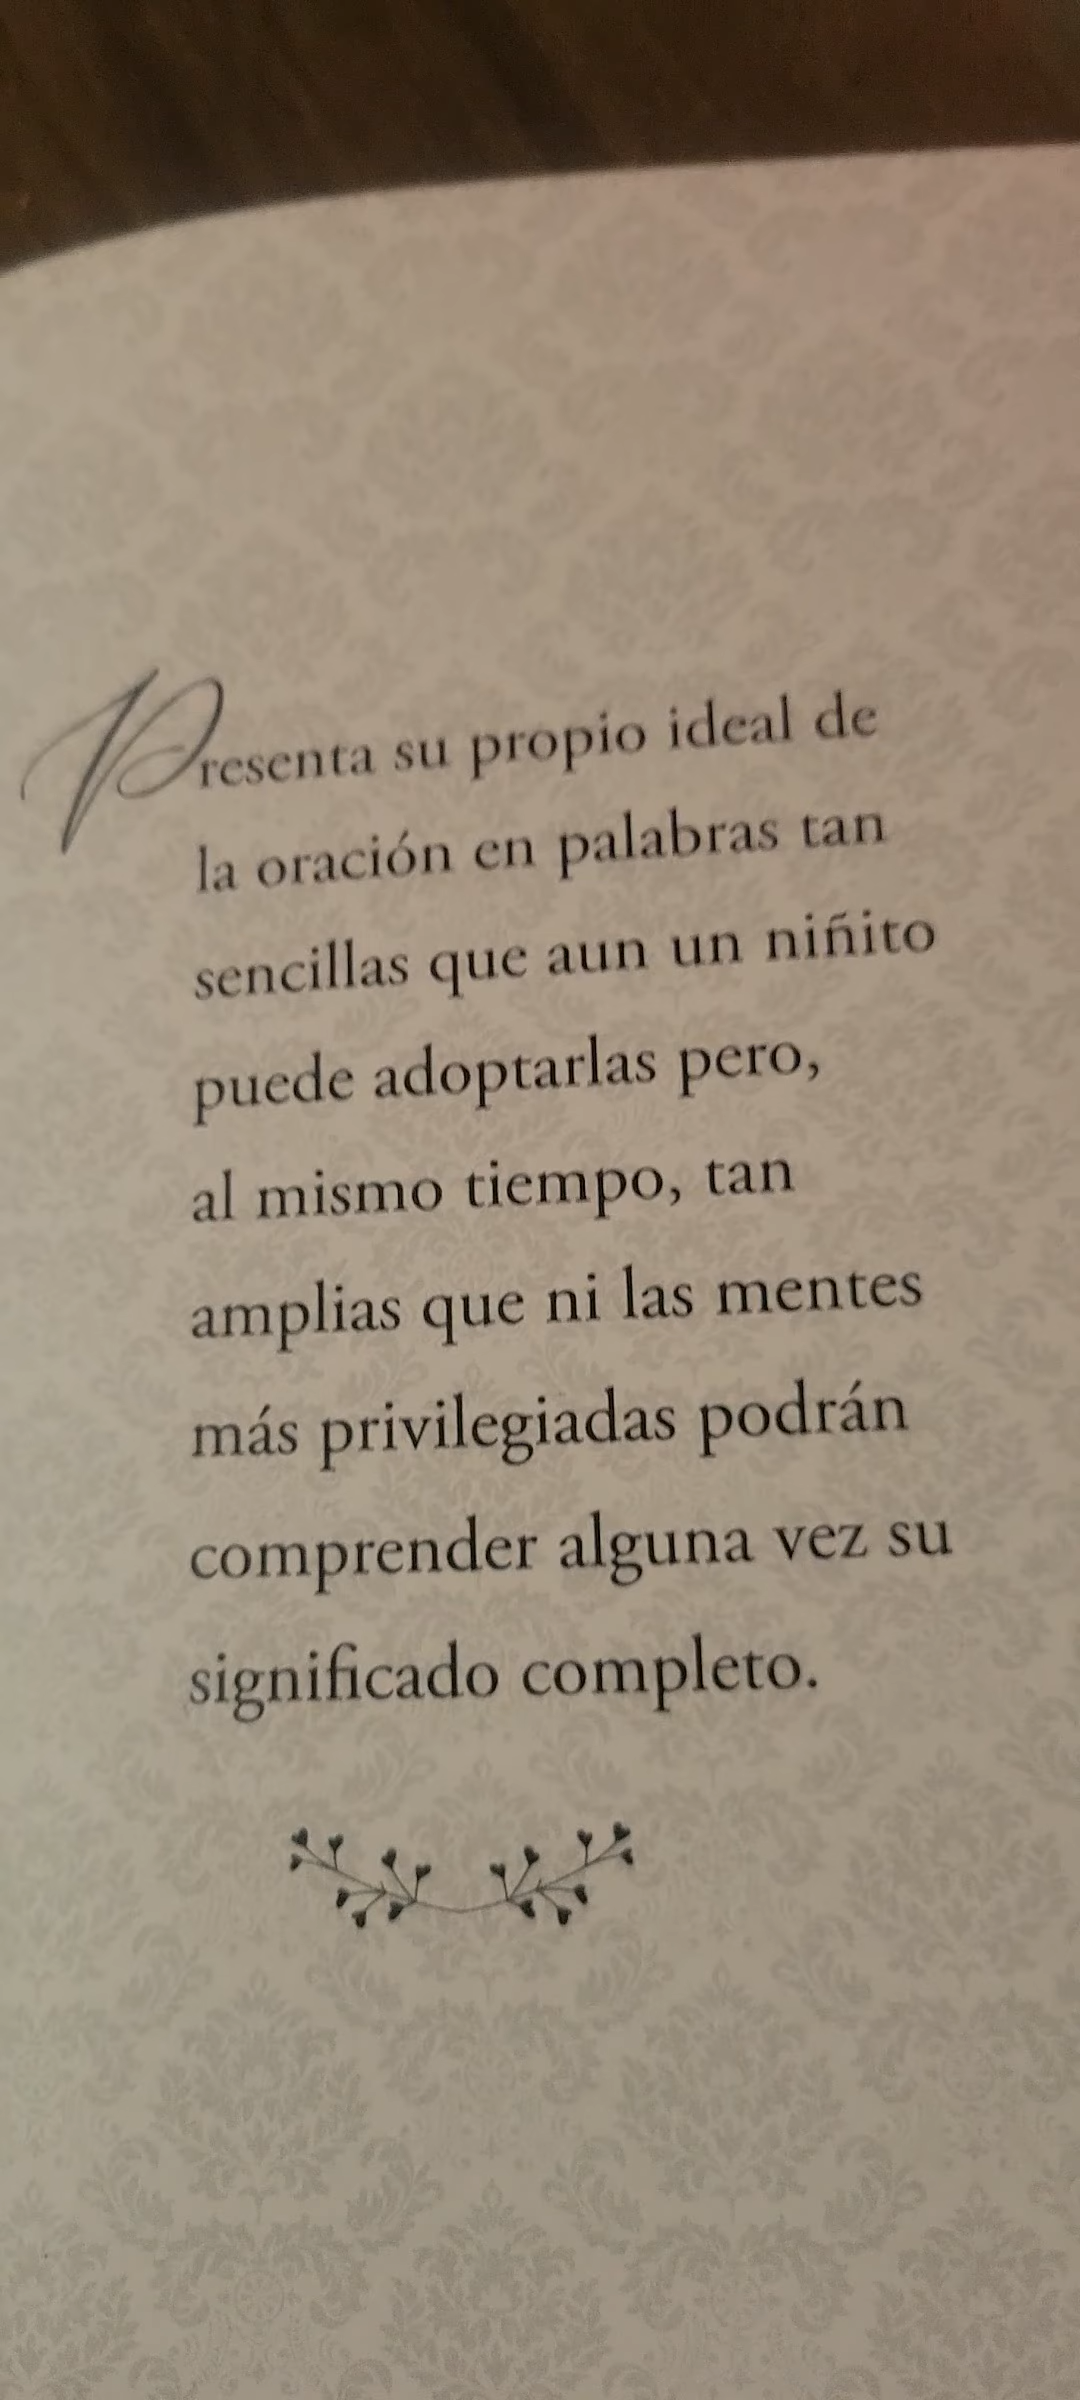 Presenta su propio ideal de
la oración en palabras tan
sencillas que aun un niñito
puede adoptarlas pero,
al mismo tiempo, tan
amplias que ni las mentes
más privilegiadas podrán
comprender alguna vez su
significado completo.